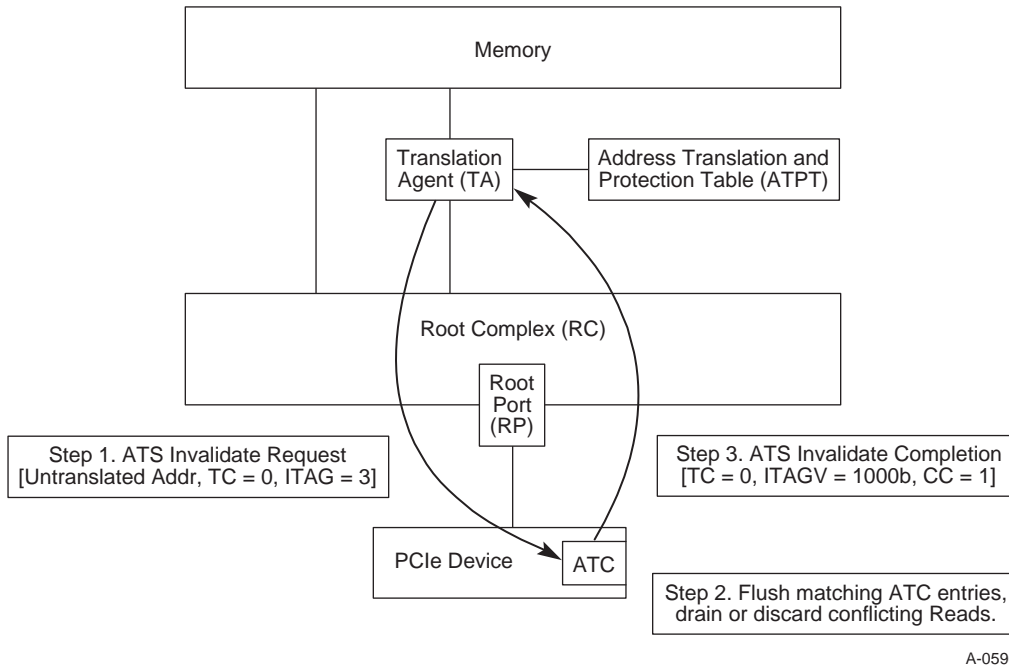 Memory
Translation
Agent (TA)
Address Translation and
Protection Table (ATPT)
Root Complex (RC)
Root
Port
(RP)
Step 1. ATS Invalidate Request
[Untranslated Addr, TC = 0, ITAG = 3]
Step 3. ATS Invalidate Completion
[TC = 0, ITAGV = 1000b, CC = 1]
PCIe Device
ATC
Step 2. Flush matching ATC entries,
drain or discard conflicting Reads.
A-059